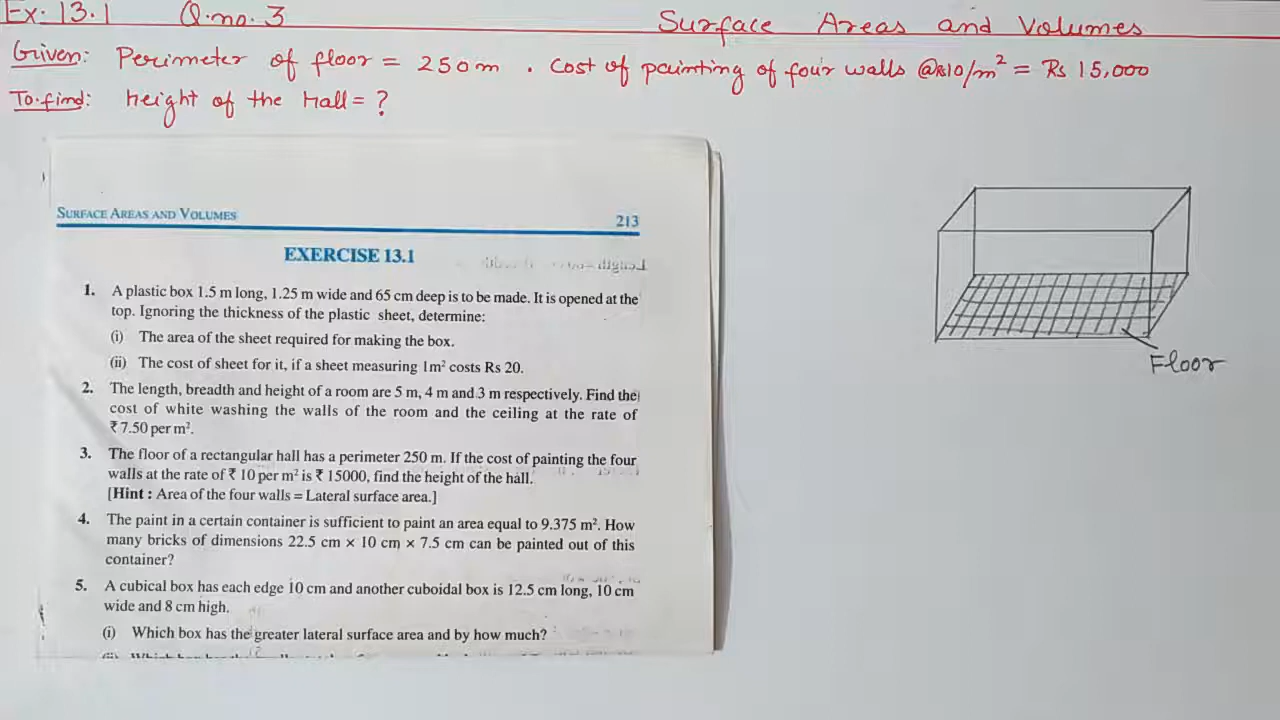 Ex. 13.1 Q.no. 3 Surface Areas and Volumes
Given: Perimeter of floor = 250m . Cost of painting of four walls @Rs10/m² = Rs 15,000
To find: height of the Hall = ?
SURFACE AREAS AND VOLUMES 213
EXERCISE 13.1
1. A plastic box 1.5 m long, 1.25 m wide and 65 cm deep is to be made. It is opened at the
top. Ignoring the thickness of the plastic sheet, determine:
(i) The area of the sheet required for making the box.
(ii) The cost of sheet for it, if a sheet measuring 1m² costs Rs 20.
2. The length, breadth and height of a room are 5 m, 4 m and 3 m respectively. Find the
cost of white washing the walls of the room and the ceiling at the rate of
₹ 7.50 per m².
3. The floor of a rectangular hall has a perimeter 250 m. If the cost of painting the four
walls at the rate of ₹ 10 per m² is ₹ 15000, find the height of the hall.
[Hint : Area of the four walls = Lateral surface area.]
4. The paint in a certain container is sufficient to paint an area equal to 9.375 m². How
many bricks of dimensions 22.5 cm × 10 cm × 7.5 cm can be painted out of this
container?
5. A cubical box has each edge 10 cm and another cuboidal box is 12.5 cm long, 10 cm
wide and 8 cm high.
(i) Which box has the greater lateral surface area and by how much?
Floor